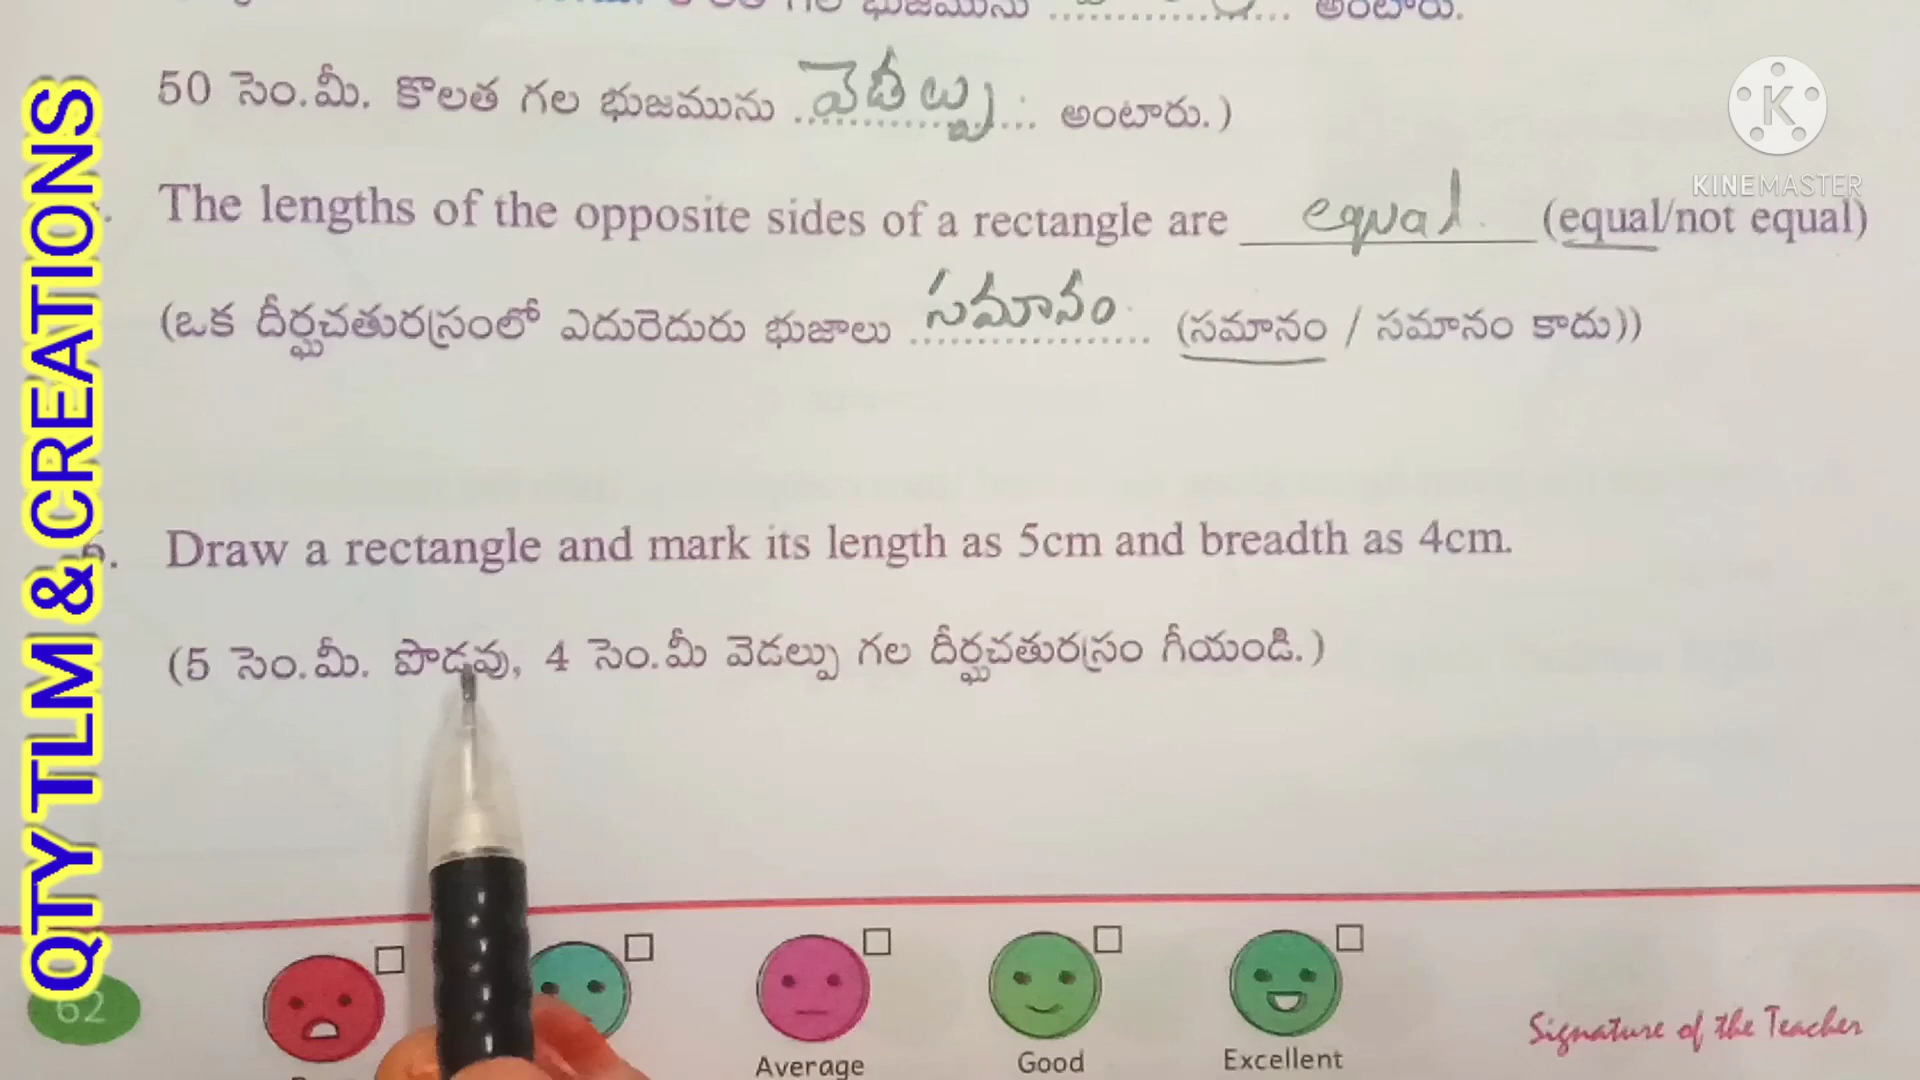 అంటారు.
50 సెం.మీ. కొలత గల భుజమును వెడల్పు అంటారు.)
The lengths of the opposite sides of a rectangle are equal (equal/not equal)
(ఒక దీర్ఘచతురస్రంలో ఎదురెదురు భుజాలు సమానం (సమానం / సమానం కాదు))
Draw a rectangle and mark its length as 5cm and breadth as 4cm.
(5 సెం.మీ. పొడవు, 4 సెం.మీ వెడల్పు గల దీర్ఘచతురస్రం గీయండి.)
62
Average Good Excellent
Signature of the Teacher
QTY TLM & CREATIONS
K
KINEMASTER